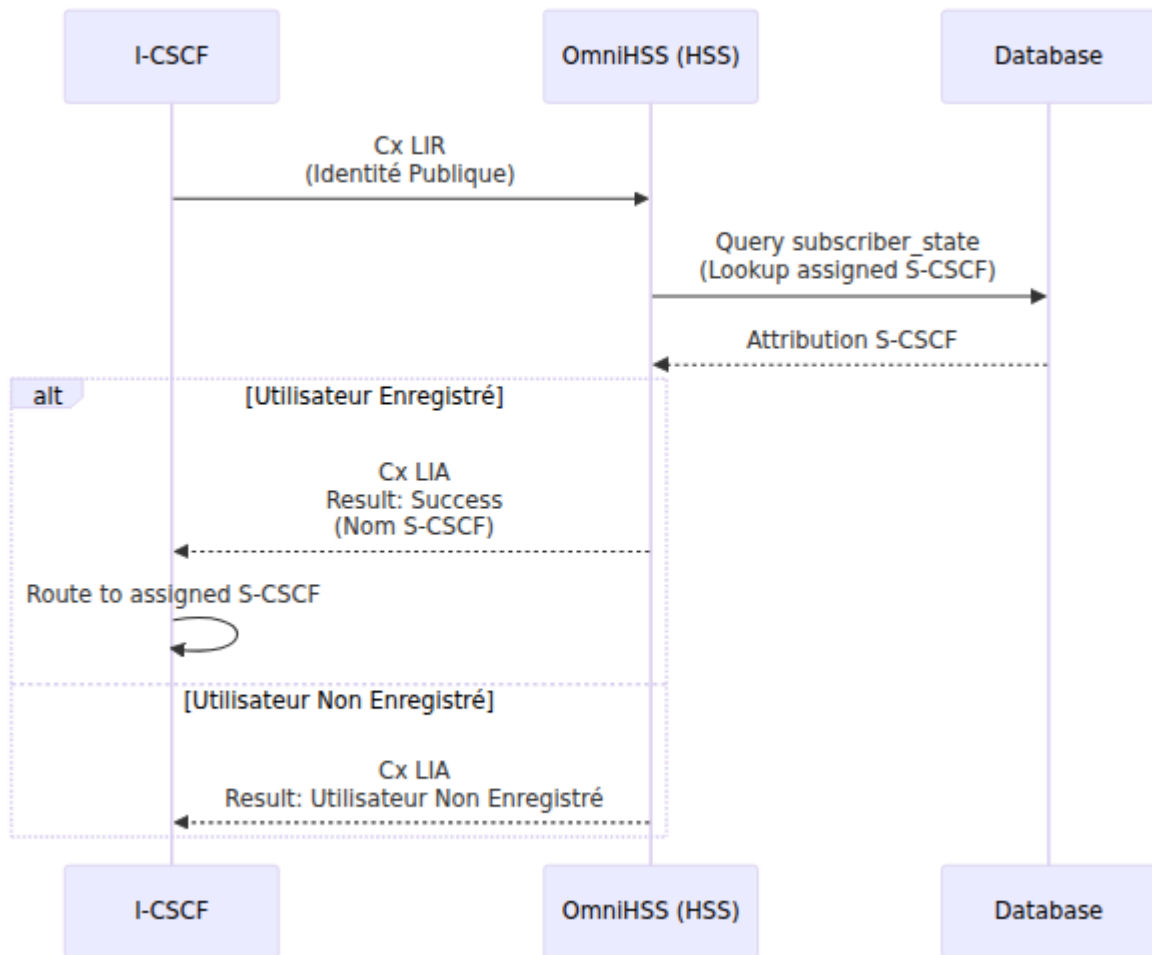 I-CSCF
OmniHSS (HSS)
Database
Cx LIR
(Identité Publique)
Query subscriber_state
(Lookup assigned S-CSCF)
Attribution S-CSCF
alt
[Utilisateur Enregistré]
Cx LIA
Result: Success
(Nom S-CSCF)
Route to assigned S-CSCF
[Utilisateur Non Enregistré]
Cx LIA
Result: Utilisateur Non Enregistré
I-CSCF
OmniHSS (HSS)
Database